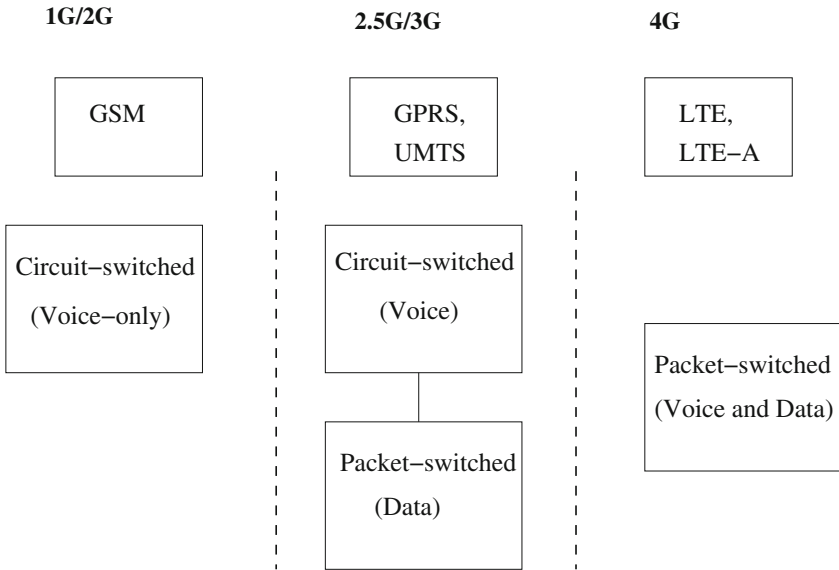 1G/2G
2.5G/3G
4G
GSM
GPRS,
UMTS
LTE,
LTE−A
Circuit−switched
(Voice−only)
Circuit−switched
(Voice)
Packet−switched
(Data)
Packet−switched
(Voice and Data)